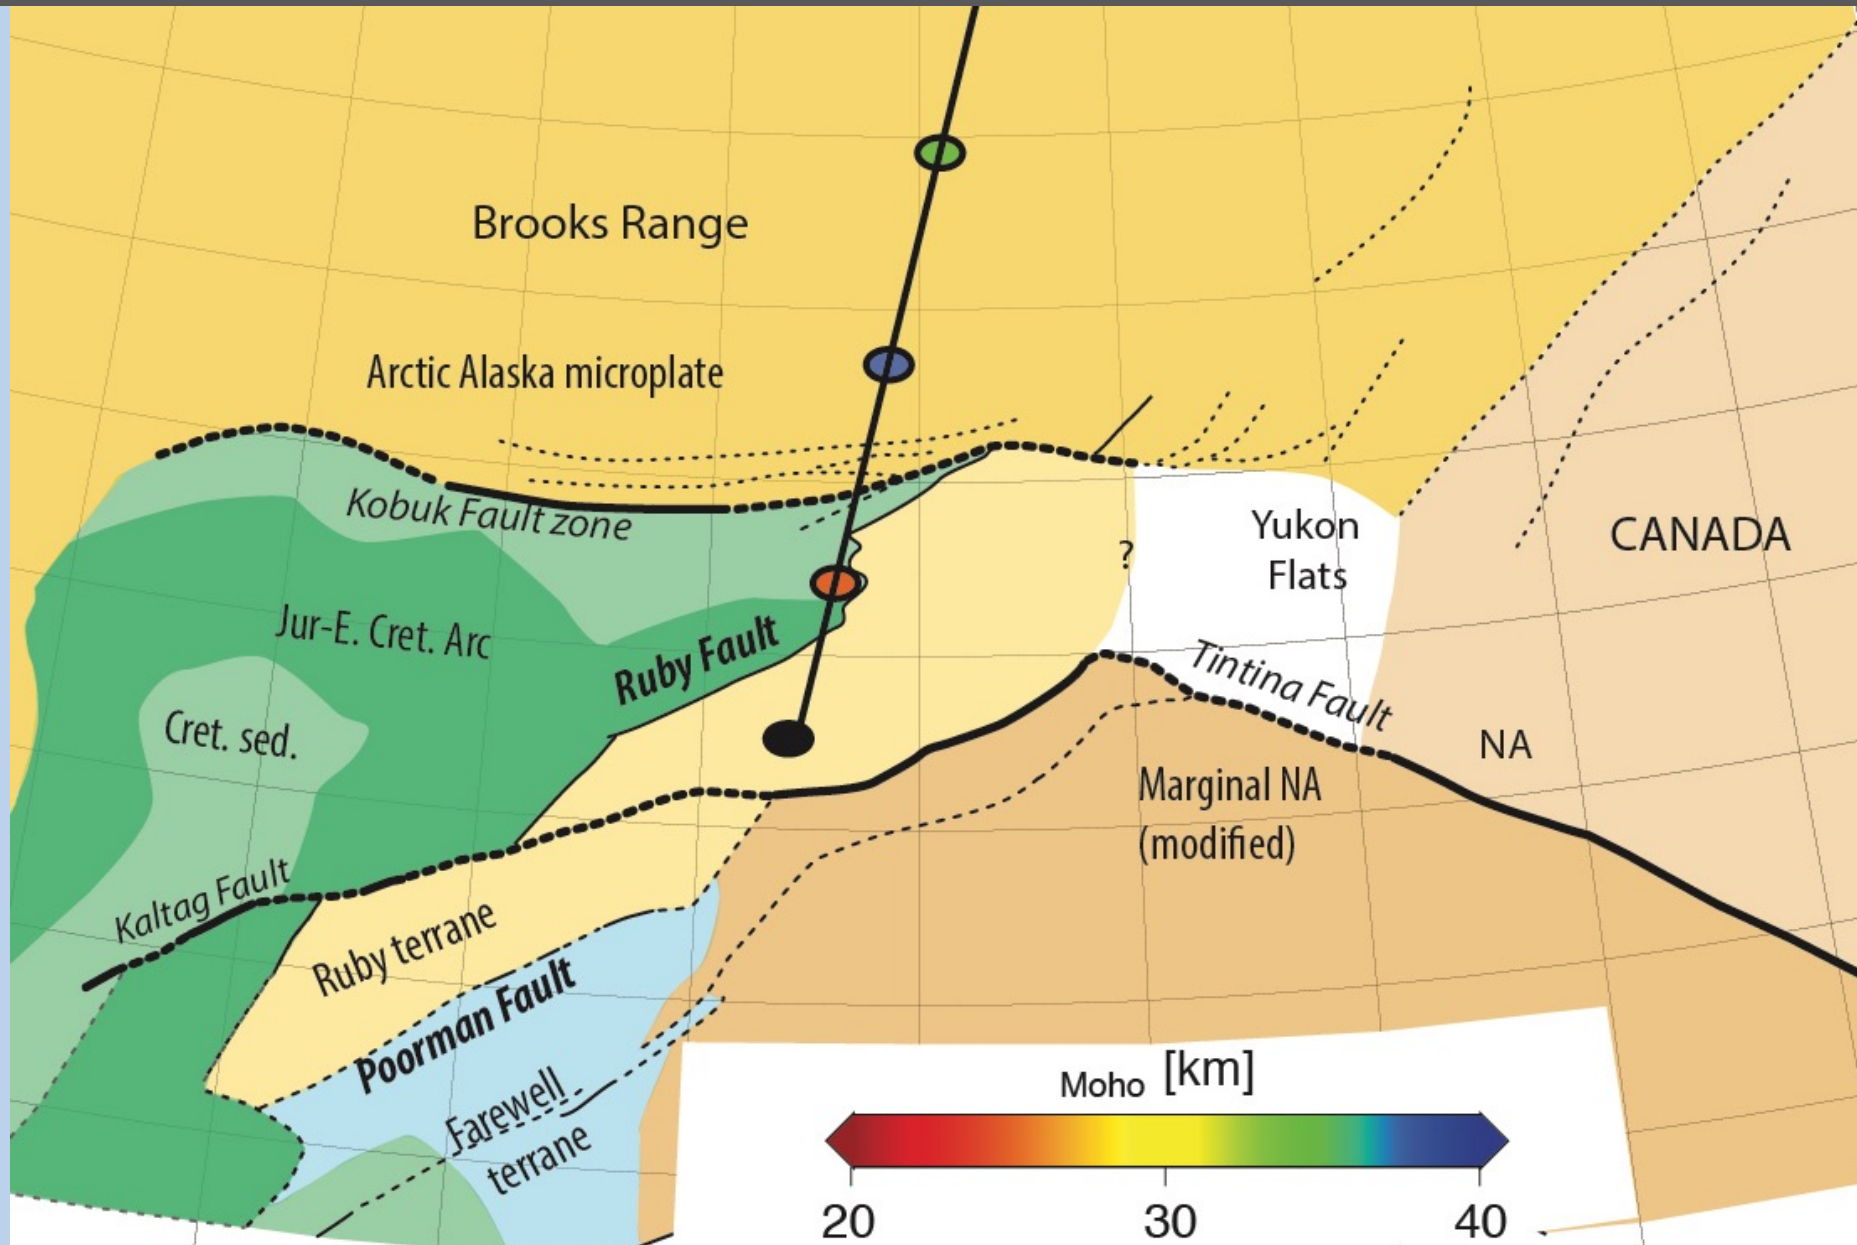 Brooks Range
Arctic Alaska microplate
Kobuk Fault zone
?
Yukon
Flats
CANADA
Jur-E. Cret. Arc
Ruby Fault
Tintina Fault
Cret. sed.
NA
Marginal NA
(modified)
Kaltag Fault
Ruby terrane
Poorman Fault
Farewell
terrane
Moho [km]
20 30 40